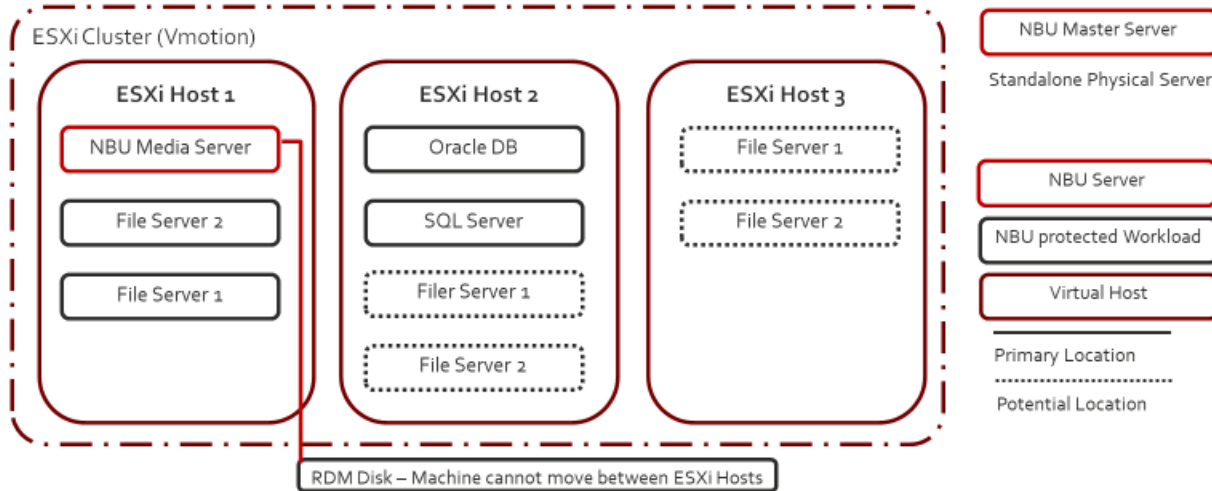 ESXi Cluster (Vmotion)
ESXi Host 1
NBU Media Server
File Server 2
File Server 1
ESXi Host 2
Oracle DB
SQL Server
Filer Server 1
File Server 2
ESXi Host 3
File Server 1
File Server 2
RDM Disk – Machine cannot move between ESXi Hosts
NBU Master Server
Standalone Physical Server
NBU Server
NBU protected Workload
Virtual Host
Primary Location
Potential Location